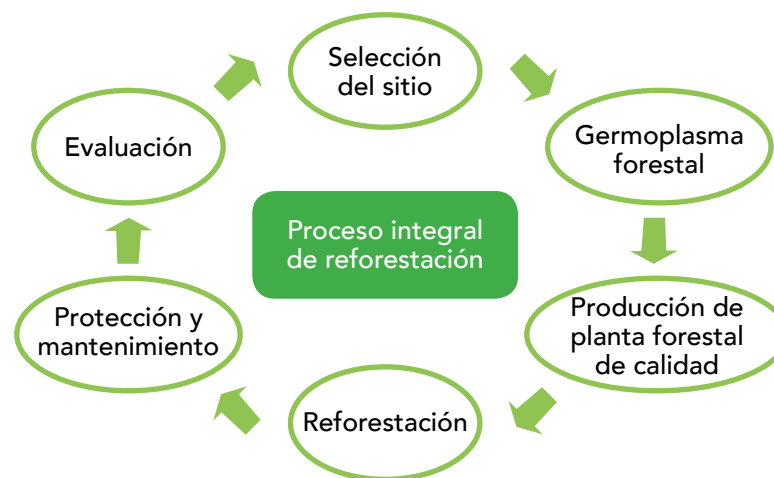 Selección
del sitio
Germoplasma
forestal
Producción de
planta forestal
de calidad
Reforestación
Protección y
mantenimiento
Evaluación
Proceso integral
de reforestación